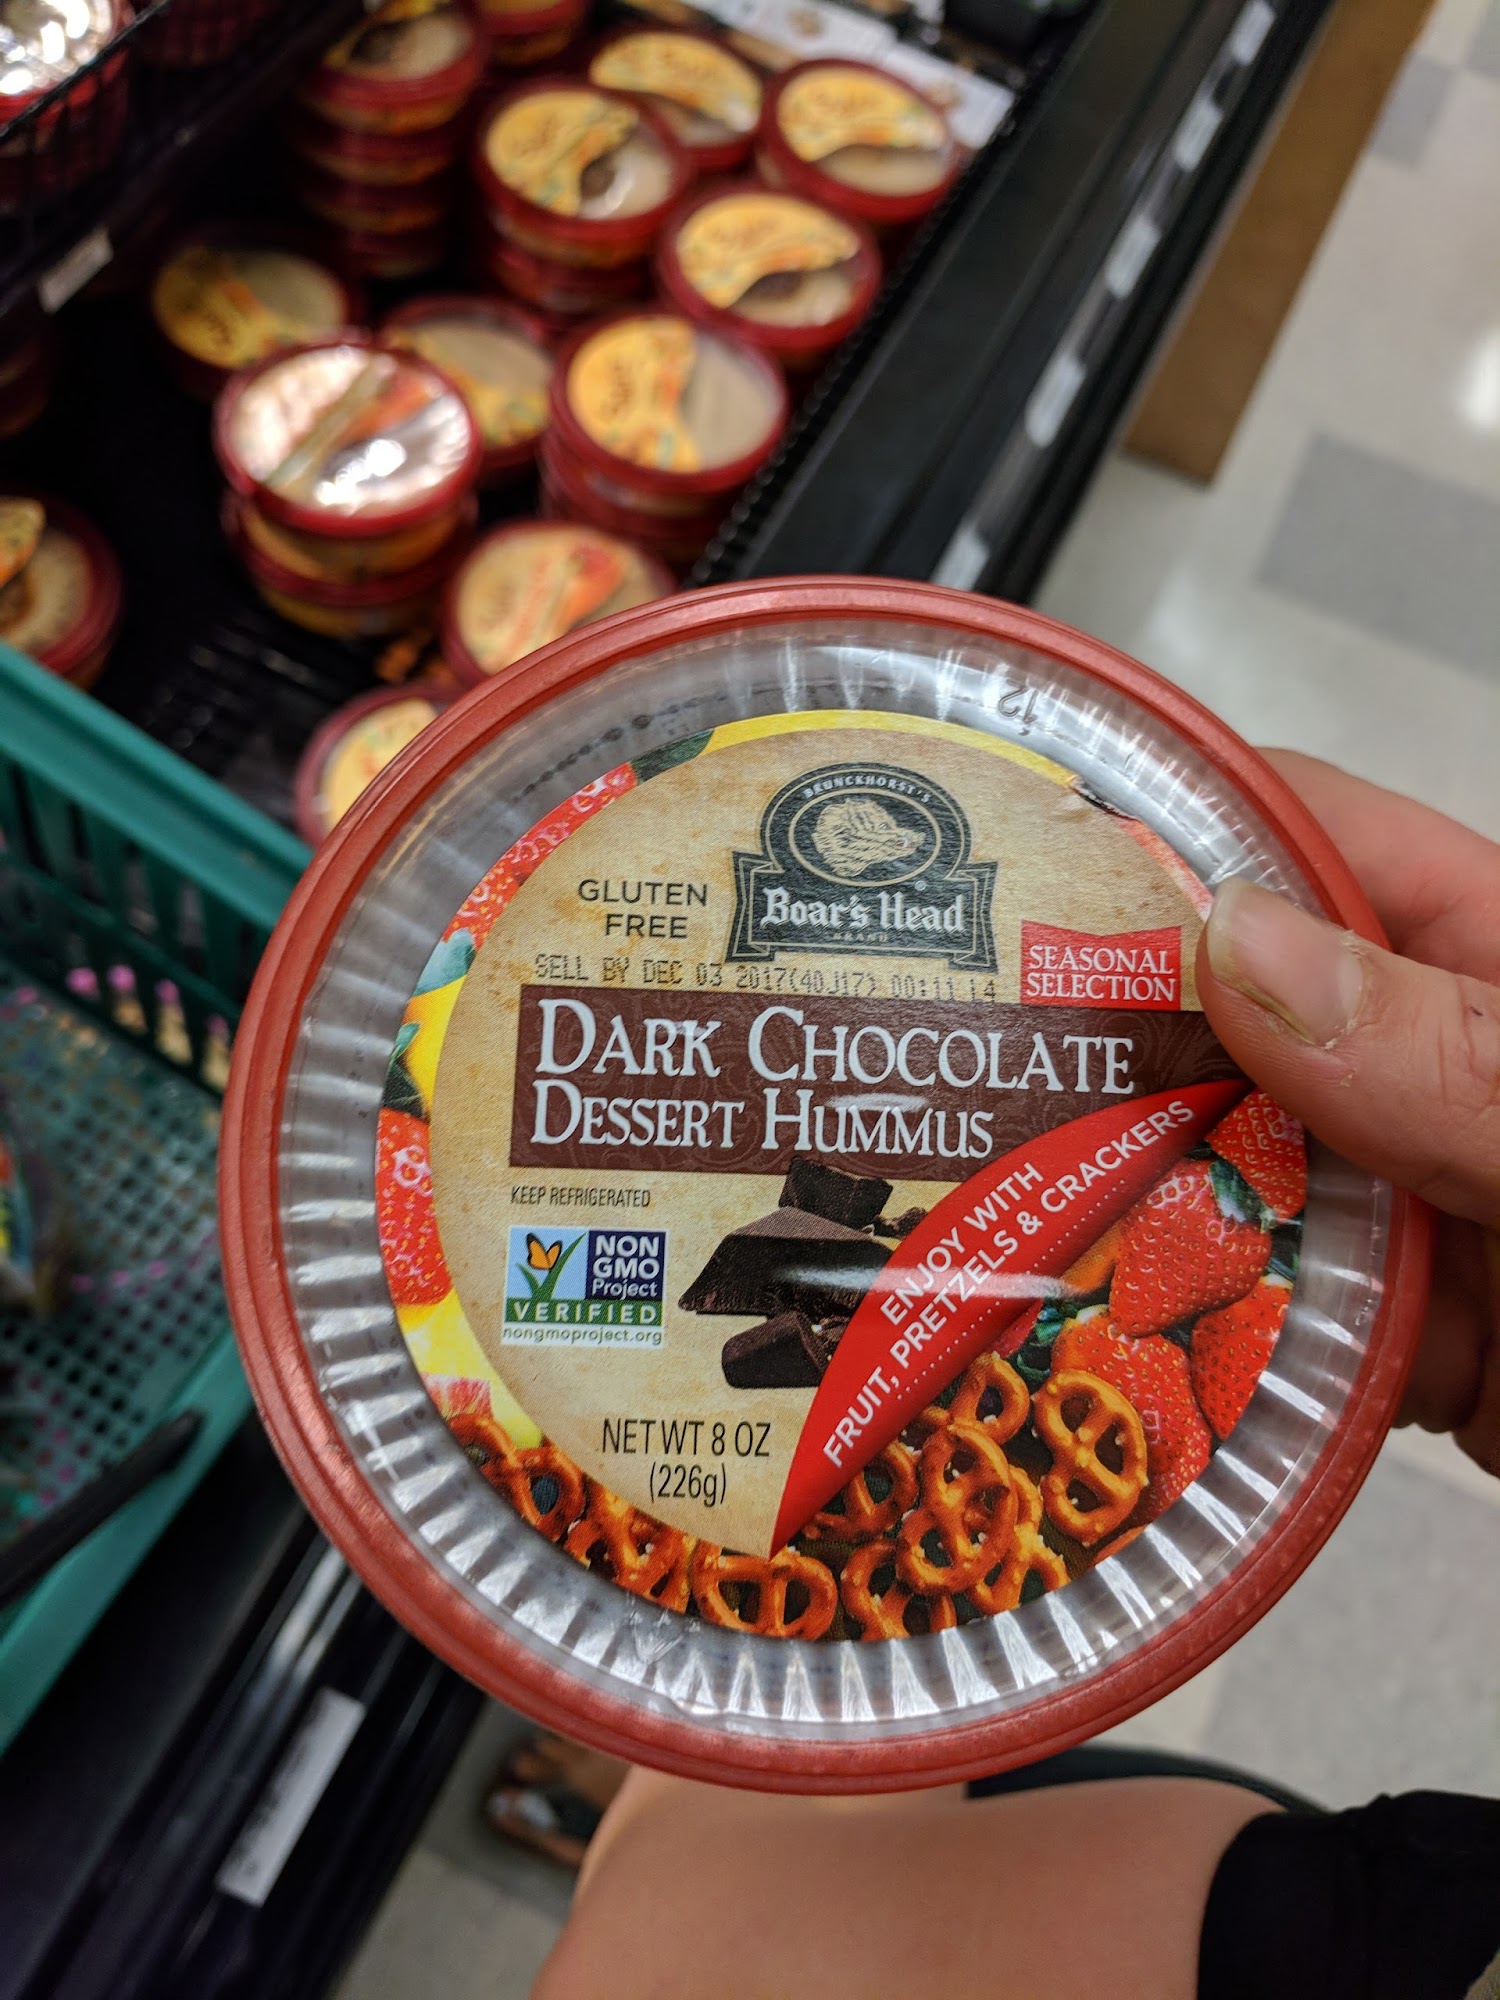 12
BRUNCKHORST'S
Boar's Head®
BRAND
GLUTEN
FREE
SELL BY DEC 03 2017(40J17) 00:11 14
SEASONAL
SELECTION
DARK CHOCOLATE
DESSERT HUMMUS
KEEP REFRIGERATED
NON
GMO
Project
VERIFIED
nongmoproject.org
ENJOY WITH
FRUIT, PRETZELS & CRACKERS
NET WT 8 OZ
(226g)